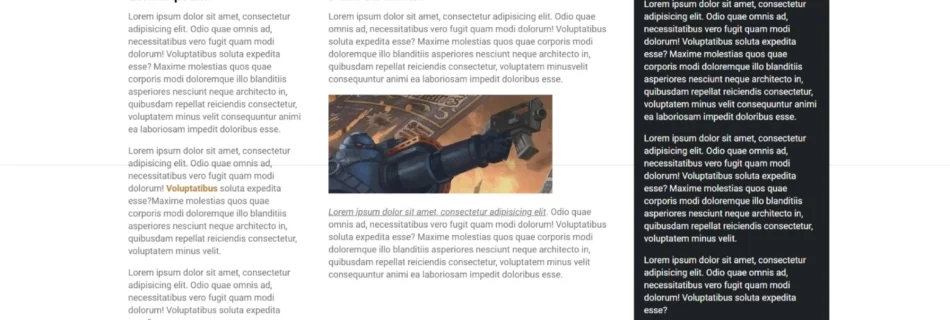 Lorem ipsum dolor sit amet, consectetur
adipisicing elit. Odio quae omnis ad,
necessitatibus vero fugit quam modi
dolorum! Voluptatibus soluta expedita
esse? Maxime molestias quos quae
corporis modi doloremque illo blanditiis
asperiores nesciunt neque architecto in,
quibusdam repellat reiciendis consectetur,
voluptatem minus velit consequuntur animi
ea laboriosam impedit doloribus esse.
Lorem ipsum dolor sit amet, consectetur
adipisicing elit. Odio quae omnis ad,
necessitatibus vero fugit quam modi
dolorum! Voluptatibus soluta expedita
esse?Maxime molestias quos quae
corporis modi doloremque illo blanditiis
asperiores nesciunt neque architecto in,
quibusdam repellat reiciendis consectetur,
voluptatem minus velit.
Lorem ipsum dolor sit amet, consectetur
adipisicing elit. Odio quae omnis ad,
necessitatibus vero fugit quam modi
dolorum! Voluptatibus soluta expedita
Lorem ipsum dolor sit amet, consectetur adipisicing elit. Odio quae
omnis ad, necessitatibus vero fugit quam modi dolorum! Voluptatibus
soluta expedita esse? Maxime molestias quos quae corporis modi
doloremque illo blanditiis asperiores nesciunt neque architecto in,
quibusdam repellat reiciendis consectetur, voluptatem minusvelit
consequuntur animi ea laboriosam impedit doloribus esse.
Lorem ipsum dolor sit amet, consectetur adipisicing elit. Odio quae
omnis ad, necessitatibus vero fugit quam modi dolorum! Voluptatibus soluta expedita
esse? Maxime molestias quos quae corporis modi
doloremque illo blanditiis asperiores nesciunt neque architecto in,
quibusdam repellat reiciendis consectetur, voluptatem minus velit
consequuntur animi ea laboriosam impedit doloribus esse.
Lorem ipsum dolor sit amet, consectetur
adipisicing elit. Odio quae omnis ad,
necessitatibus vero fugit quam modi
dolorum! Voluptatibus soluta expedita
esse? Maxime molestias quos quae
corporis modi doloremque illo blanditiis
asperiores nesciunt neque architecto in,
quibusdam repellat reiciendis consectetur,
voluptatem minus velit consequuntur animi
ea laboriosam impedit doloribus esse.
Lorem ipsum dolor sit amet, consectetur
adipisicing elit. Odio quae omnis ad,
necessitatibus vero fugit quam modi
dolorum! Voluptatibus soluta expedita
esse? Maxime molestias quos quae
corporis modi doloremque illo blanditiis
asperiores nesciunt neque architecto in,
quibusdam repellat reiciendis consectetur,
voluptatem minus velit.
Lorem ipsum dolor sit amet, consectetur
adipisicing elit. Odio quae omnis ad,
necessitatibus vero fugit quam modi
dolorum! Voluptatibus soluta expedita
esse?